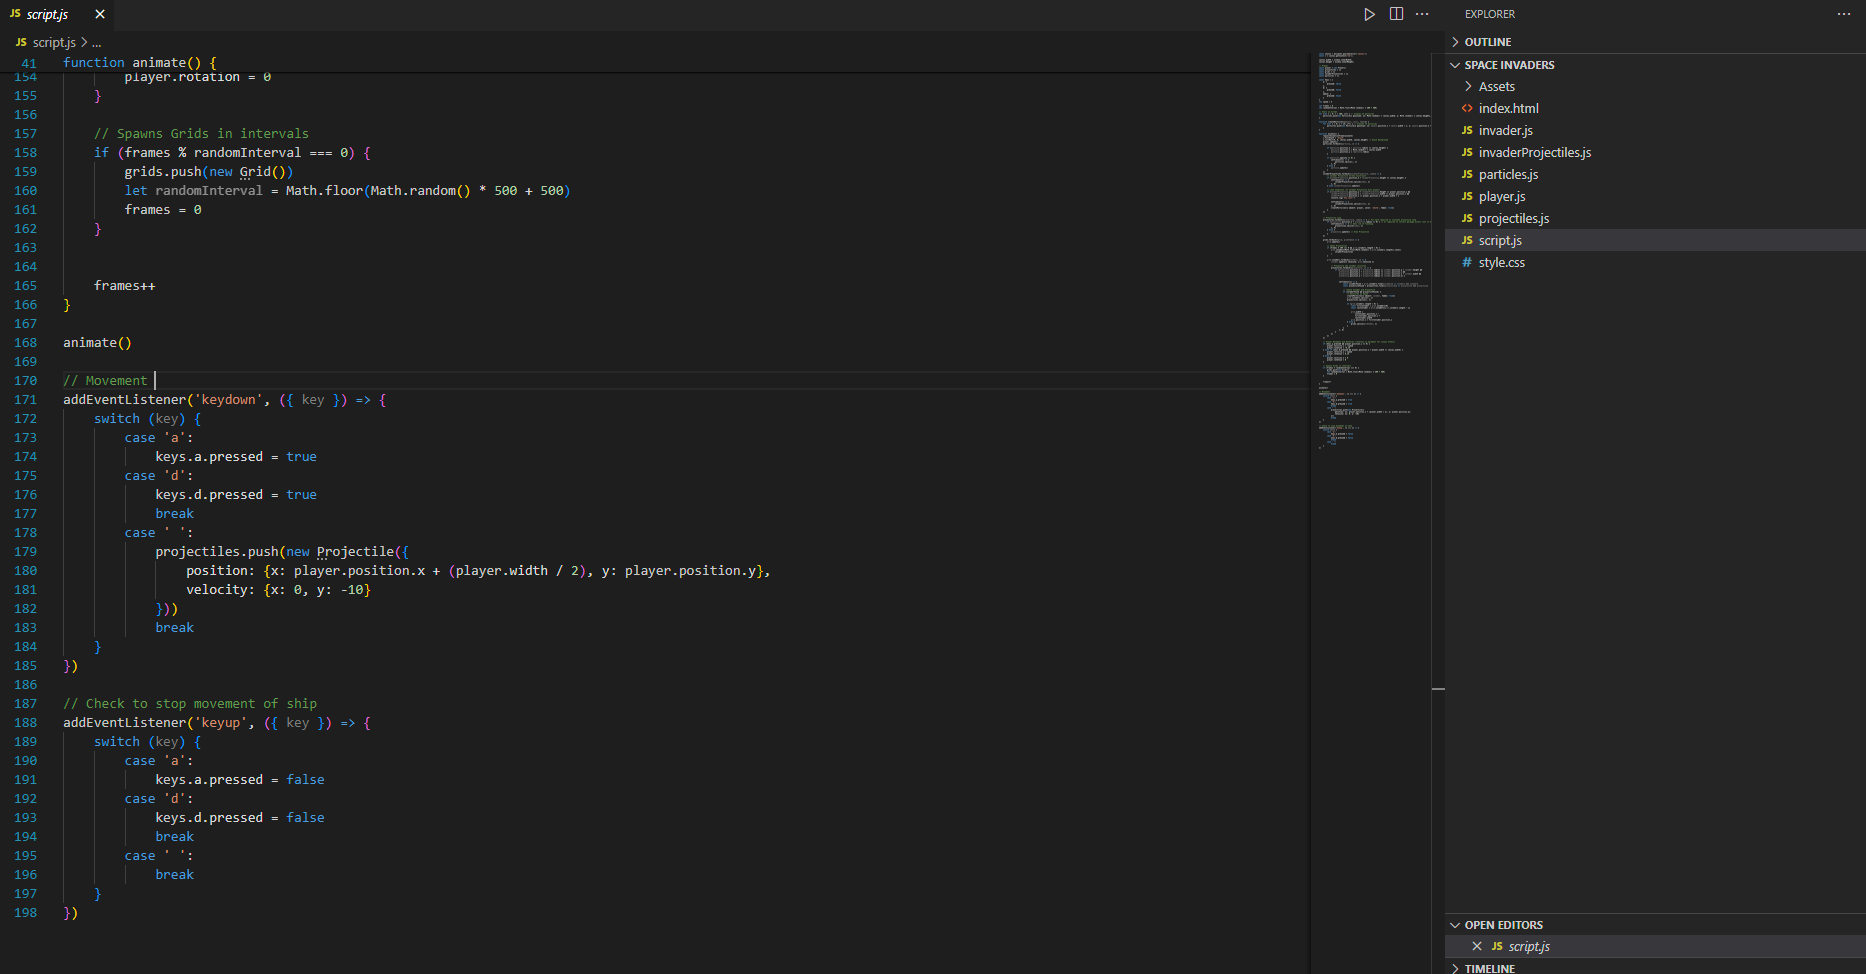 JS script.js
JS script.js > ...
41 function animate() {
154 player.rotation = 0
155 }
156
157 // Spawns Grids in intervals
158 if (frames % randomInterval === 0) {
159 grids.push(new Grid())
160 let randomInterval = Math.floor(Math.random() * 500 + 500)
161 frames = 0
162 }
163
164
165 frames++
166 }
167
168 animate()
169
170 // Movement
171 addEventListener('keydown', ({ key }) => {
172 switch (key) {
173 case 'a':
174 keys.a.pressed = true
175 case 'd':
176 keys.d.pressed = true
177 break
178 case ' ':
179 projectiles.push(new Projectile({
180 position: {x: player.position.x + (player.width / 2), y: player.position.y},
181 velocity: {x: 0, y: -10}
182 }))
183 break
184 }
185 })
186
187 // Check to stop movement of ship
188 addEventListener('keyup', ({ key }) => {
189 switch (key) {
190 case 'a':
191 keys.a.pressed = false
192 case 'd':
193 keys.d.pressed = false
194 break
195 case ' ':
196 break
197 }
198 })
EXPLORER
OUTLINE
SPACE INVADERS
Assets
<> index.html
JS invader.js
JS invaderProjectiles.js
JS particles.js
JS player.js
JS projectiles.js
JS script.js
# style.css
OPEN EDITORS
JS script.js
TIMELINE